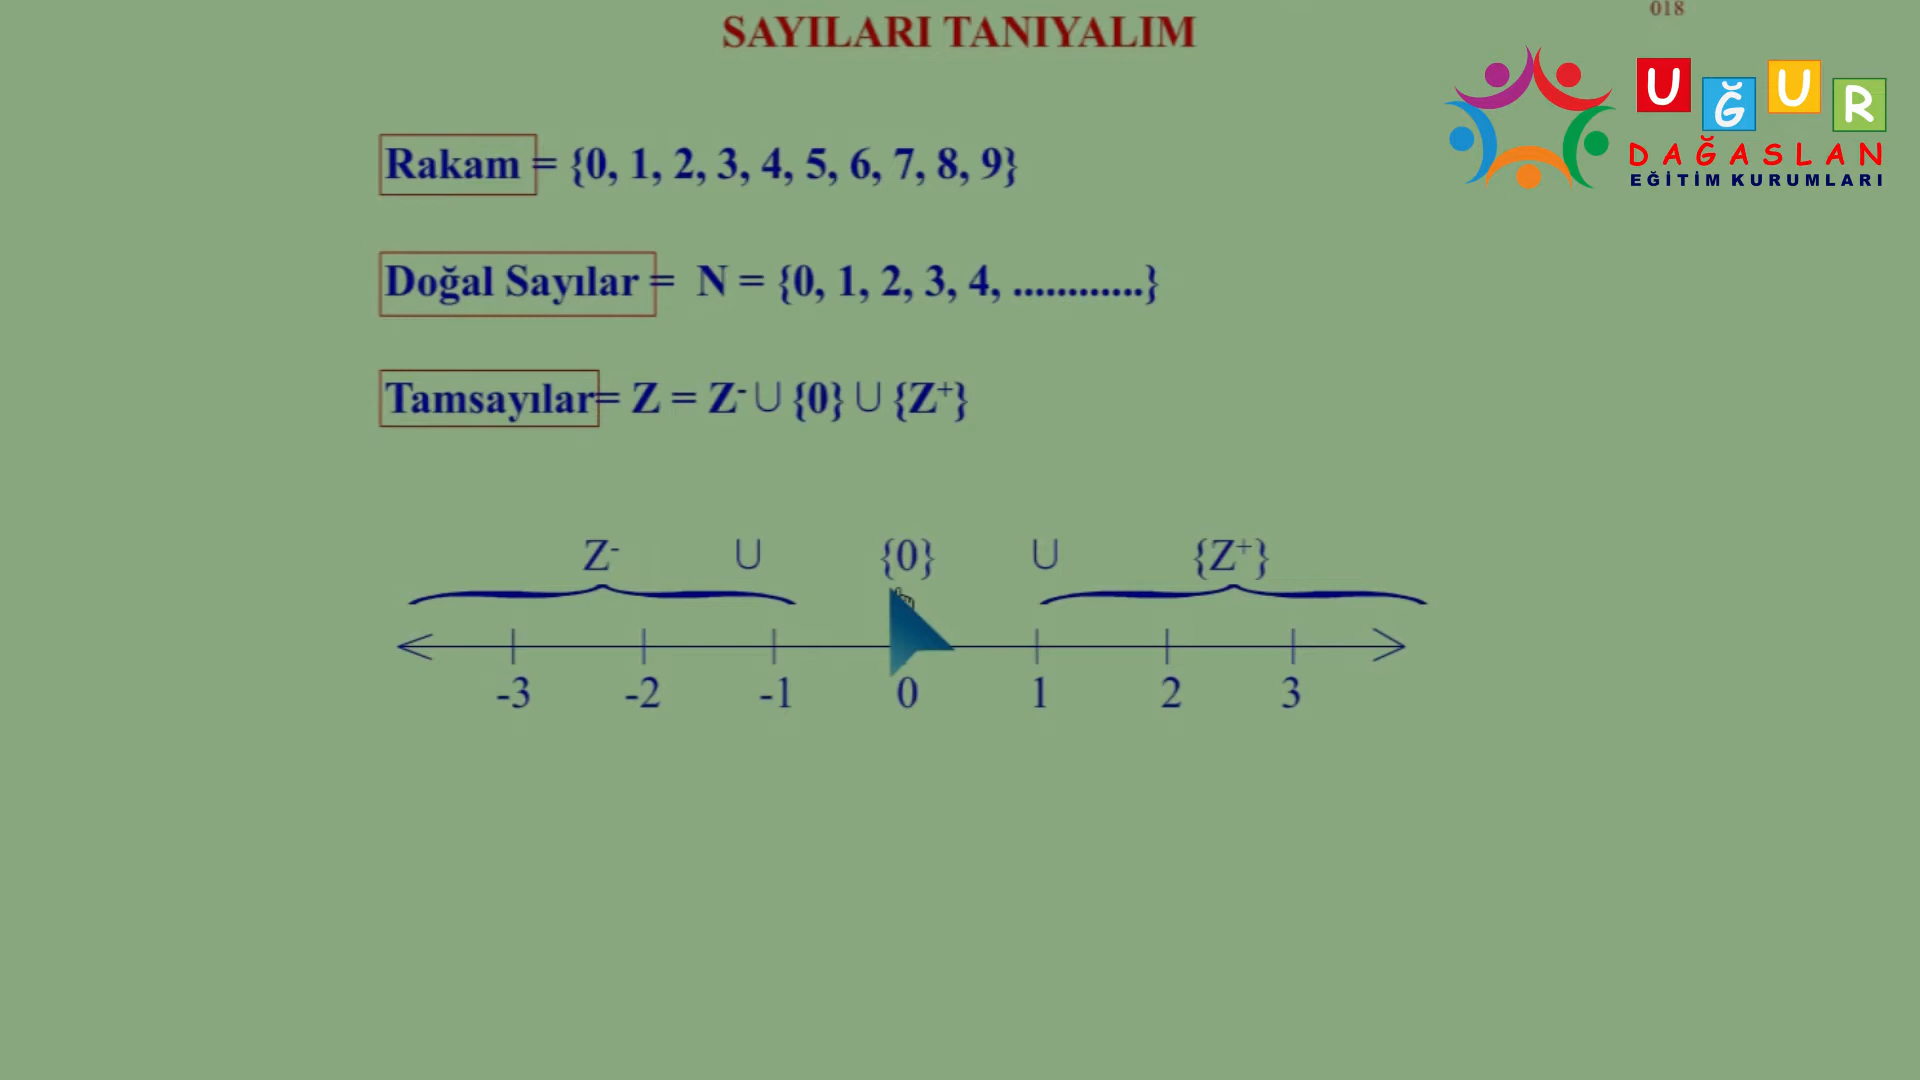 018
SAYILARI TANIYALIM
UĞUR
DAĞASLAN
EĞİTİM KURUMLARI
Rakam = {0, 1, 2, 3, 4, 5, 6, 7, 8, 9}
Doğal Sayılar = N = {0, 1, 2, 3, 4, ............}
Tamsayılar = Z = Z⁻ ∪ {0} ∪ {Z⁺}
Z⁻ ∪ {0} ∪ {Z⁺}
-3 -2 -1 0 1 2 3